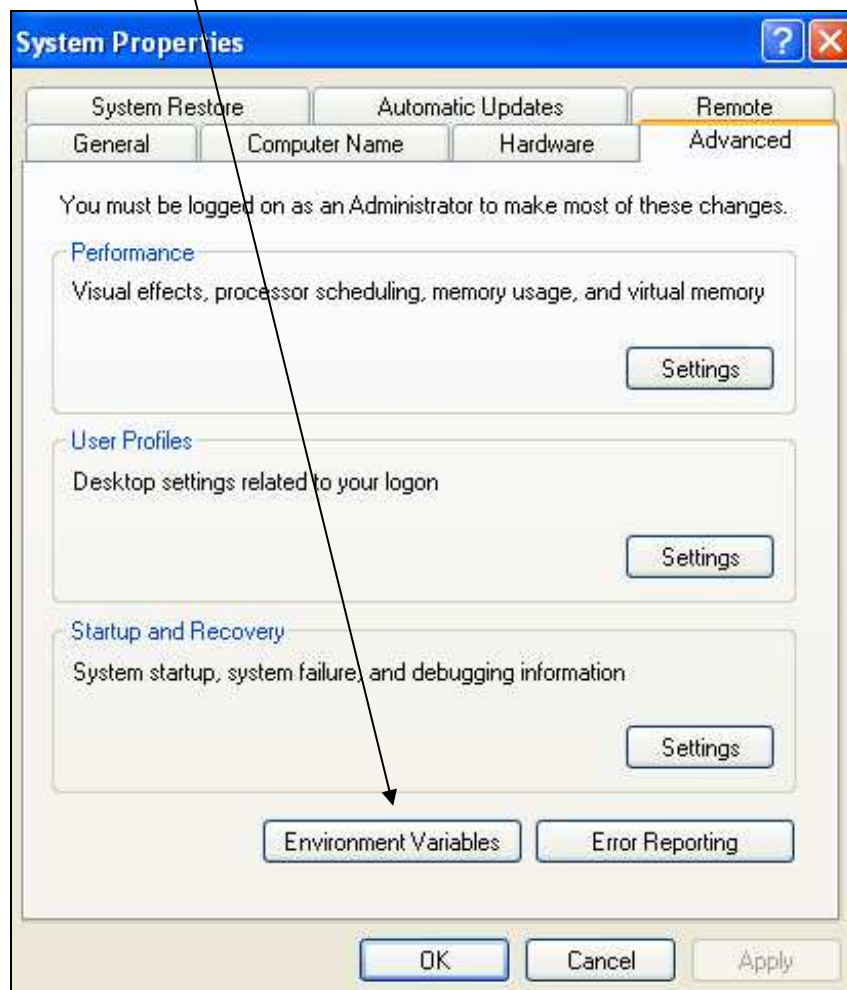 System Properties
System Restore Automatic Updates Remote
General Computer Name Hardware Advanced
You must be logged on as an Administrator to make most of these changes.
Performance
Visual effects, processor scheduling, memory usage, and virtual memory
Settings
User Profiles
Desktop settings related to your logon
Settings
Startup and Recovery
System startup, system failure, and debugging information
Settings
Environment Variables Error Reporting
OK Cancel Apply